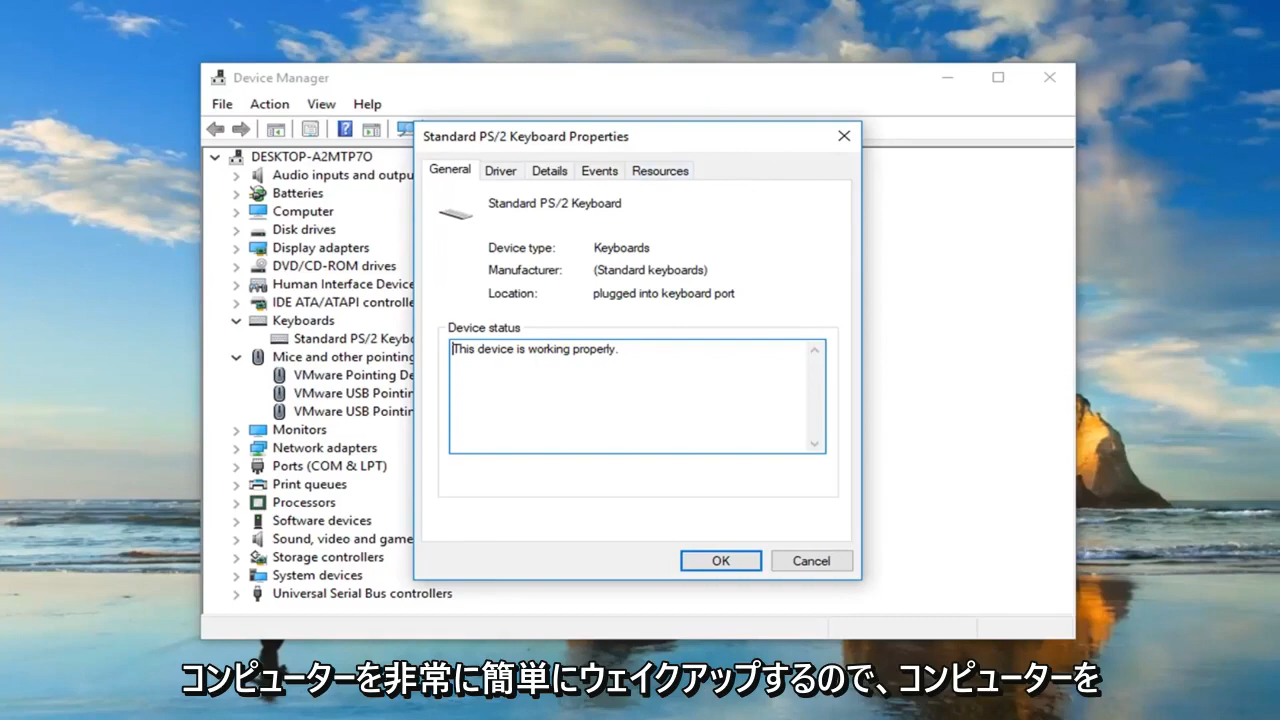 Device Manager
File Action View Help
DESKTOP-A2MTP7O
Audio inputs and outpu
Batteries
Computer
Disk drives
Display adapters
DVD/CD-ROM drives
Human Interface Device
IDE ATA/ATAPI controlle
Keyboards
Standard PS/2 Keybo
Mice and other pointing
VMware Pointing De
VMware USB Pointin
VMware USB Pointin
Monitors
Network adapters
Ports (COM & LPT)
Print queues
Processors
Software devices
Sound, video and game
Storage controllers
System devices
Universal Serial Bus controllers
Standard PS/2 Keyboard Properties
General Driver Details Events Resources
Standard PS/2 Keyboard
Device type: Keyboards
Manufacturer: (Standard keyboards)
Location: plugged into keyboard port
Device status
This device is working properly.
OK Cancel
コンピューターを非常に簡単にウェイクアップするので、コンピューターを